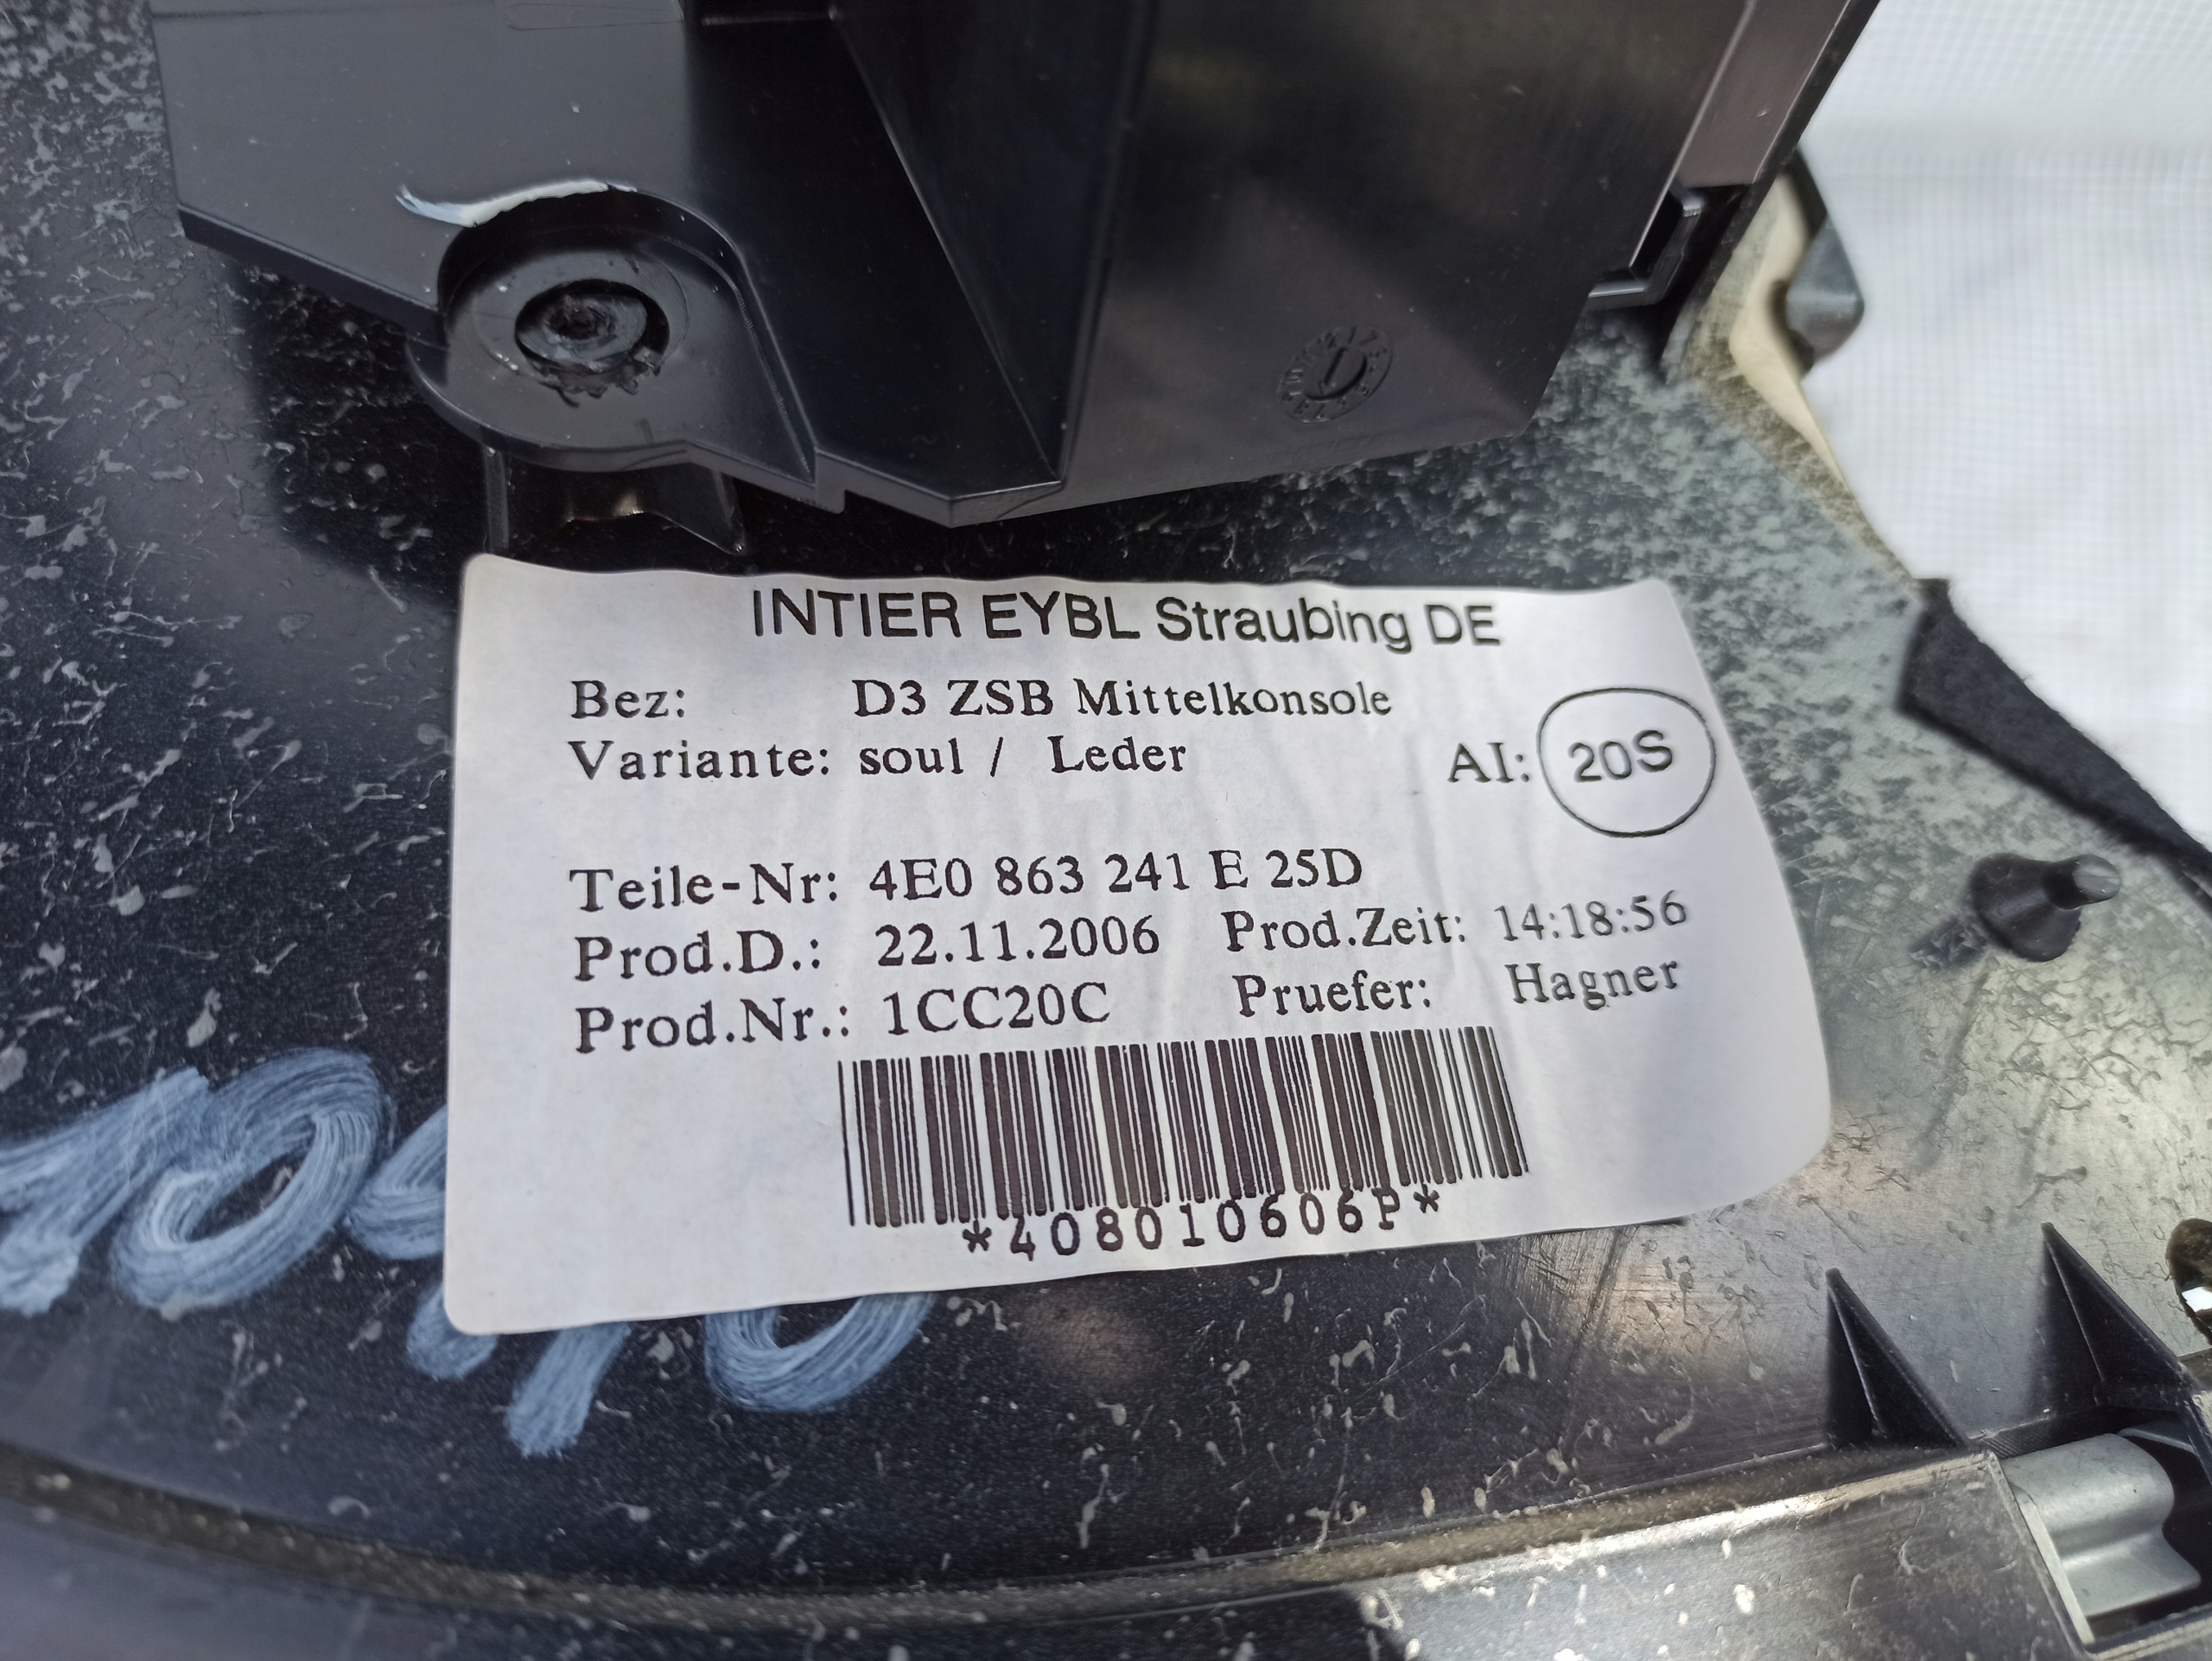 INTIER EYBL Straubing DE
Bez: D3 ZSB Mittelkonsole
Variante: soul / Leder AI: 20S
Teile-Nr: 4E0 863 241 E 25D
Prod.D.: 22.11.2006 Prod.Zeit: 14:18:56
Prod.Nr.: 1CC20C Pruefer: Hagner
*408010606P*